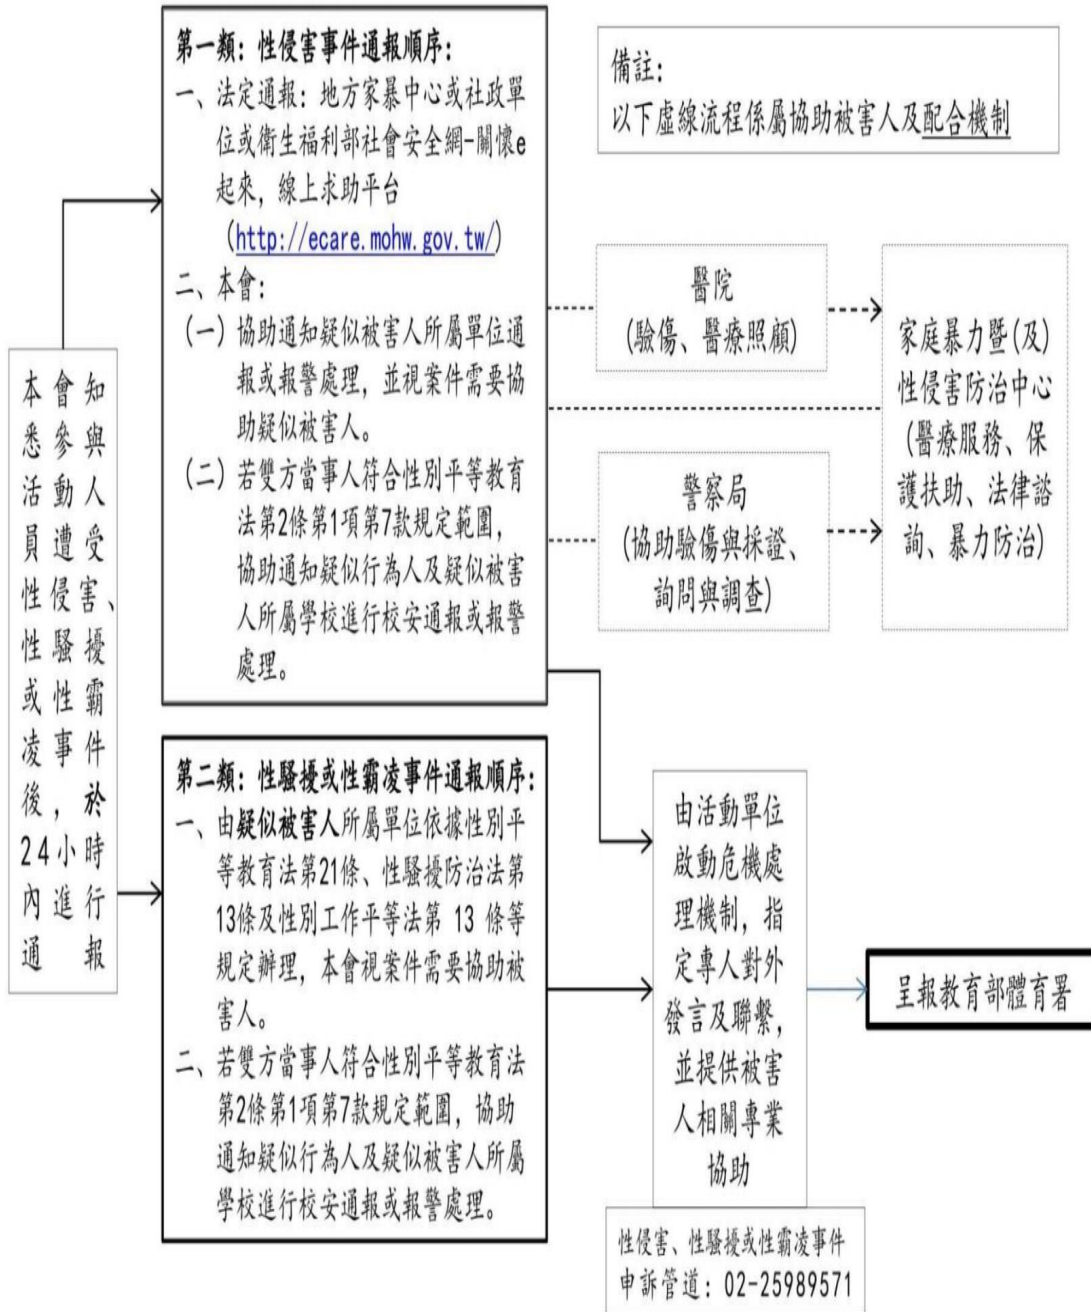 本會知
悉參與
活動人
員遭受
性侵害、
性騷擾
或性霸
凌事件
後，於
24小時
內進行
通報
第一類：性侵害事件通報順序：
一、法定通報：地方家暴中心或社政單
位或衛生福利部社會安全網-關懷e
起來，線上求助平台
（http://ecare.mohw.gov.tw/）
二、本會：
(一)協助通知疑似被害人所屬單位通
報或報警處理，並視案件需要協
助疑似被害人。
(二)若雙方當事人符合性別平等教育
法第2條第1項第7款規定範圍，
協助通知疑似行為人及疑似被害
人所屬學校進行校安通報或報警
處理。
備註：
以下虛線流程係屬協助被害人及配合機制
醫院
(驗傷、醫療照顧)
警察局
(協助驗傷與採證、
詢問與調查)
家庭暴力暨(及)
性侵害防治中心
(醫療服務、保
護扶助、法律諮
詢、暴力防治)
第二類：性騷擾或性霸凌事件通報順序：
一、由疑似被害人所屬單位依據性別平
等教育法第21條、性騷擾防治法第
13條及性別工作平等法第 13 條等
規定辦理，本會視案件需要協助被
害人。
二、若雙方當事人符合性別平等教育法
第2條第1項第7款規定範圍，協助
通知疑似行為人及疑似被害人所屬
學校進行校安通報或報警處理。
由活動單位
啟動危機處
理機制，指
定專人對外
發言及聯繫，
並提供被害
人相關專業
協助
呈報教育部體育署
性侵害、性騷擾或性霸凌事件
申訴管道：02-25989571